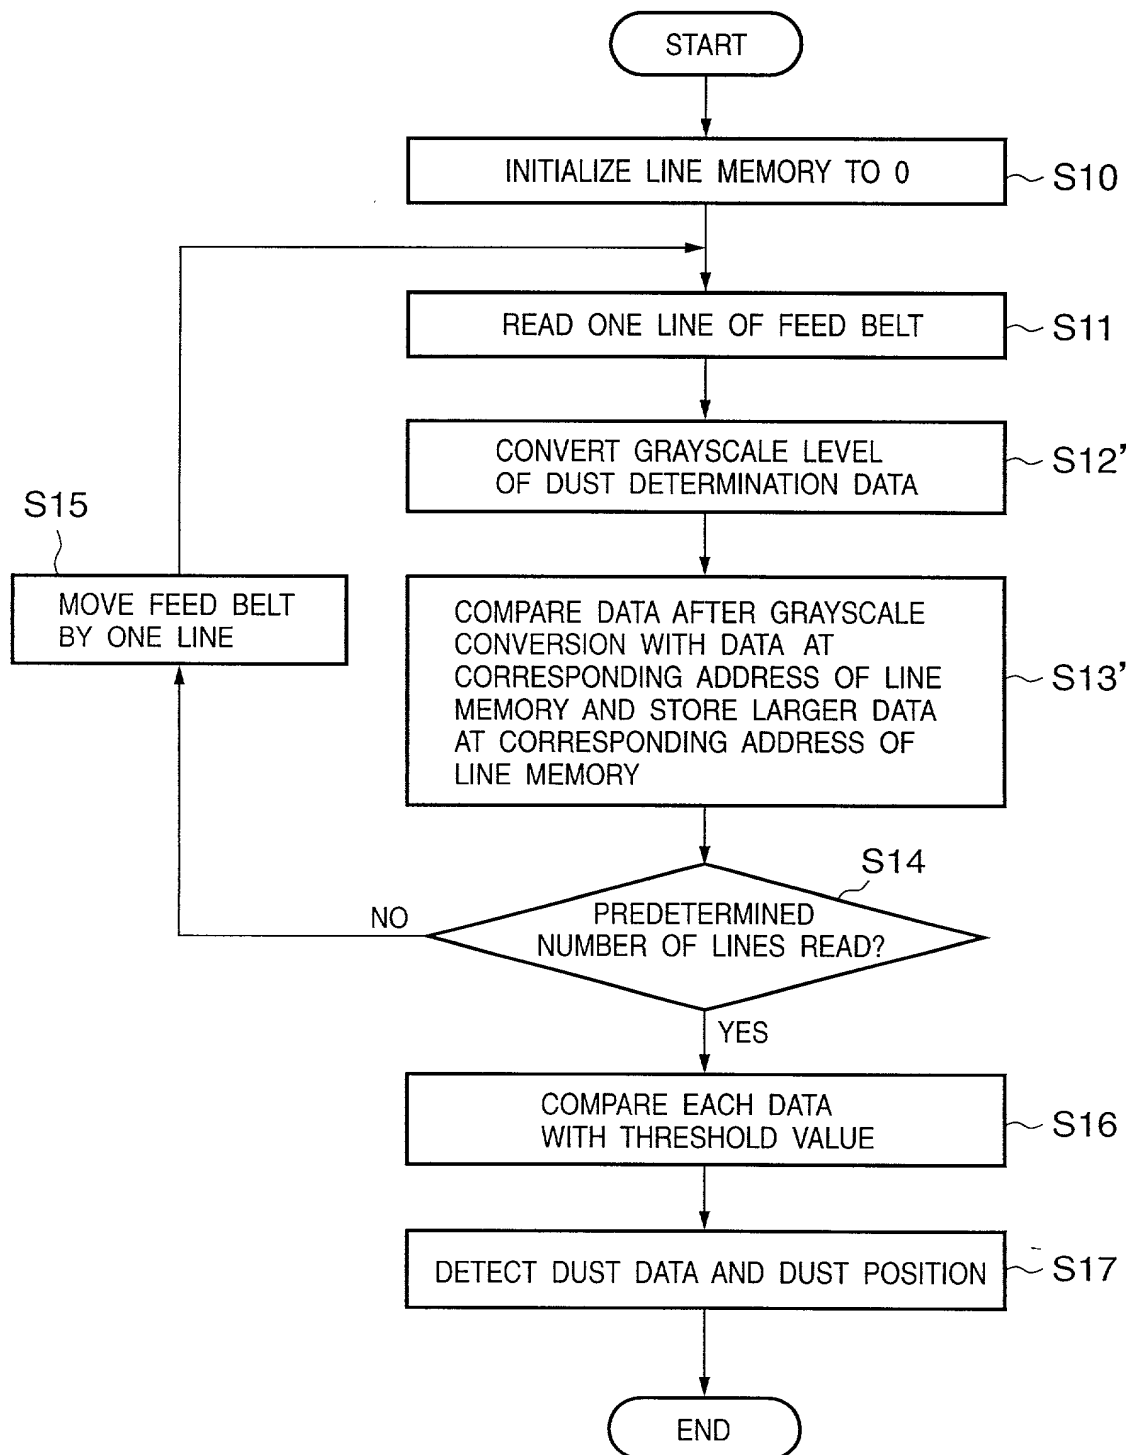 START
INITIALIZE LINE MEMORY TO 0
S10
READ ONE LINE OF FEED BELT
S11
CONVERT GRAYSCALE LEVEL
OF DUST DETERMINATION DATA
S12'
S15
MOVE FEED BELT
BY ONE LINE
COMPARE DATA AFTER GRAYSCALE
CONVERSION WITH DATA AT
CORRESPONDING ADDRESS OF LINE
MEMORY AND STORE LARGER DATA
AT CORRESPONDING ADDRESS OF
LINE MEMORY
S13'
S14
PREDETERMINED
NUMBER OF LINES READ?
NO
YES
COMPARE EACH DATA
WITH THRESHOLD VALUE
S16
DETECT DUST DATA AND DUST POSITION
S17
END